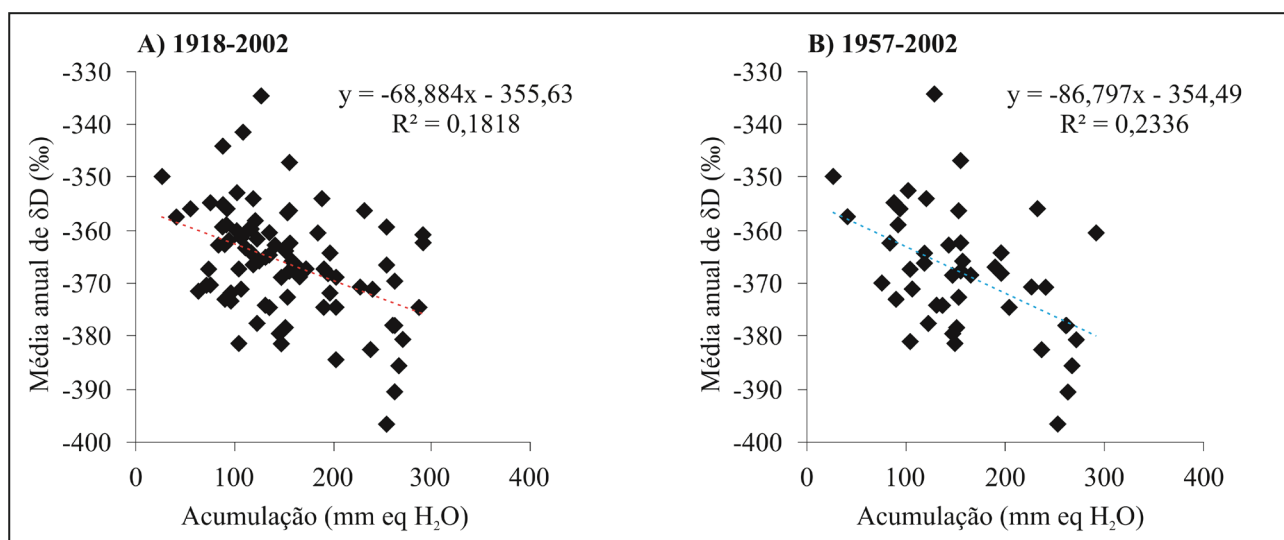 A) 1918-2002
y = -68,884x - 355,63
R² = 0,1818
Média anual de δD (‰)
-330
-340
-350
-360
-370
-380
-390
-400
0 100 200 300 400
Acumulação (mm eq H₂O)
B) 1957-2002
y = -86,797x - 354,49
R² = 0,2336
Média anual de δD (‰)
-330
-340
-350
-360
-370
-380
-390
-400
0 100 200 300 400
Acumulação (mm eq H₂O)